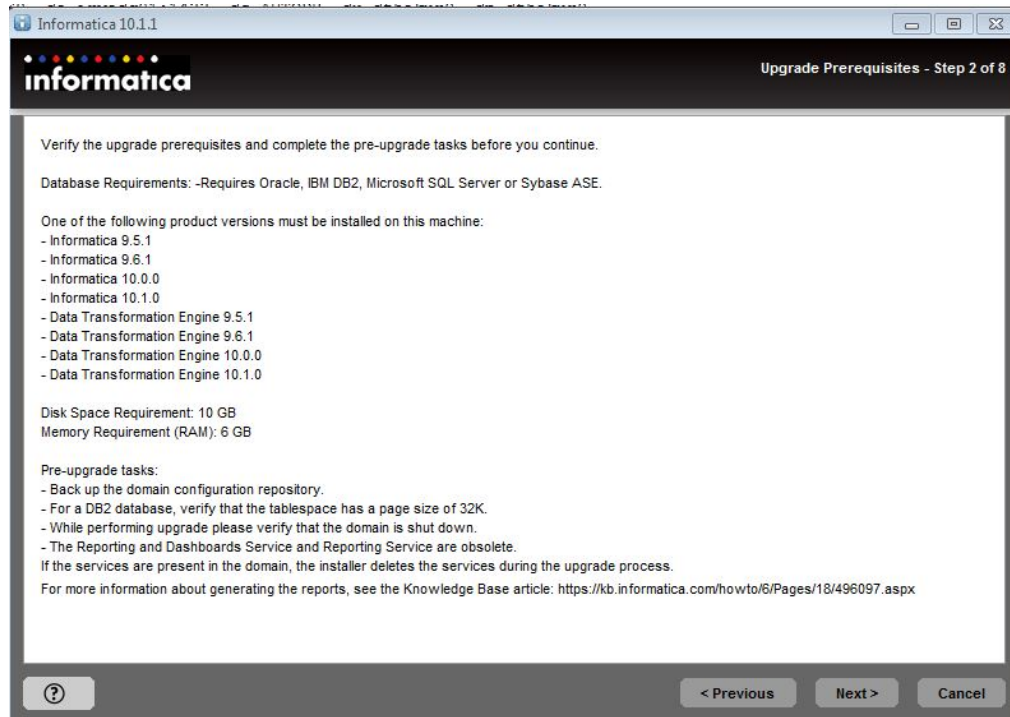 Informatica 10.1.1
informatica
Upgrade Prerequisites - Step 2 of 8
Verify the upgrade prerequisites and complete the pre-upgrade tasks before you continue.
Database Requirements: -Requires Oracle, IBM DB2, Microsoft SQL Server or Sybase ASE.
One of the following product versions must be installed on this machine:
- Informatica 9.5.1
- Informatica 9.6.1
- Informatica 10.0.0
- Informatica 10.1.0
- Data Transformation Engine 9.5.1
- Data Transformation Engine 9.6.1
- Data Transformation Engine 10.0.0
- Data Transformation Engine 10.1.0
Disk Space Requirement: 10 GB
Memory Requirement (RAM): 6 GB
Pre-upgrade tasks:
- Back up the domain configuration repository.
- For a DB2 database, verify that the tablespace has a page size of 32K.
- While performing upgrade please verify that the domain is shut down.
- The Reporting and Dashboards Service and Reporting Service are obsolete.
If the services are present in the domain, the installer deletes the services during the upgrade process.
For more information about generating the reports, see the Knowledge Base article: https://kb.informatica.com/howto/6/Pages/18/496097.aspx
?
< Previous
Next >
Cancel